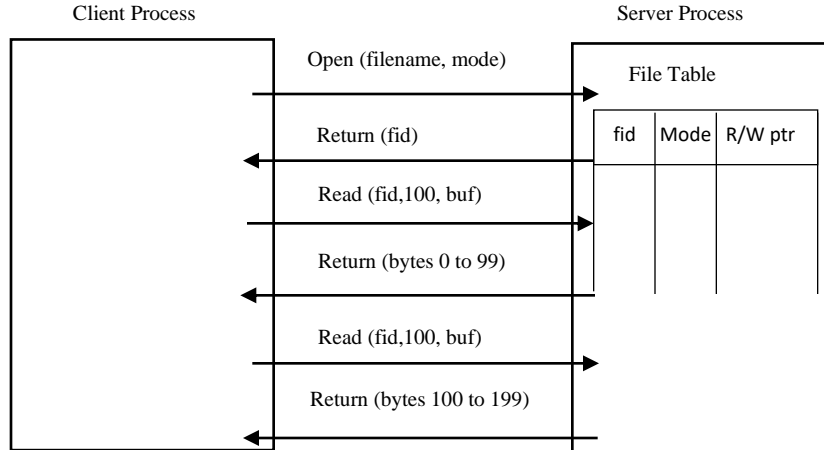 Client Process
Server Process
Open (filename, mode)
File Table
fid Mode R/W ptr
Return (fid)
Read (fid,100, buf)
Return (bytes 0 to 99)
Read (fid,100, buf)
Return (bytes 100 to 199)